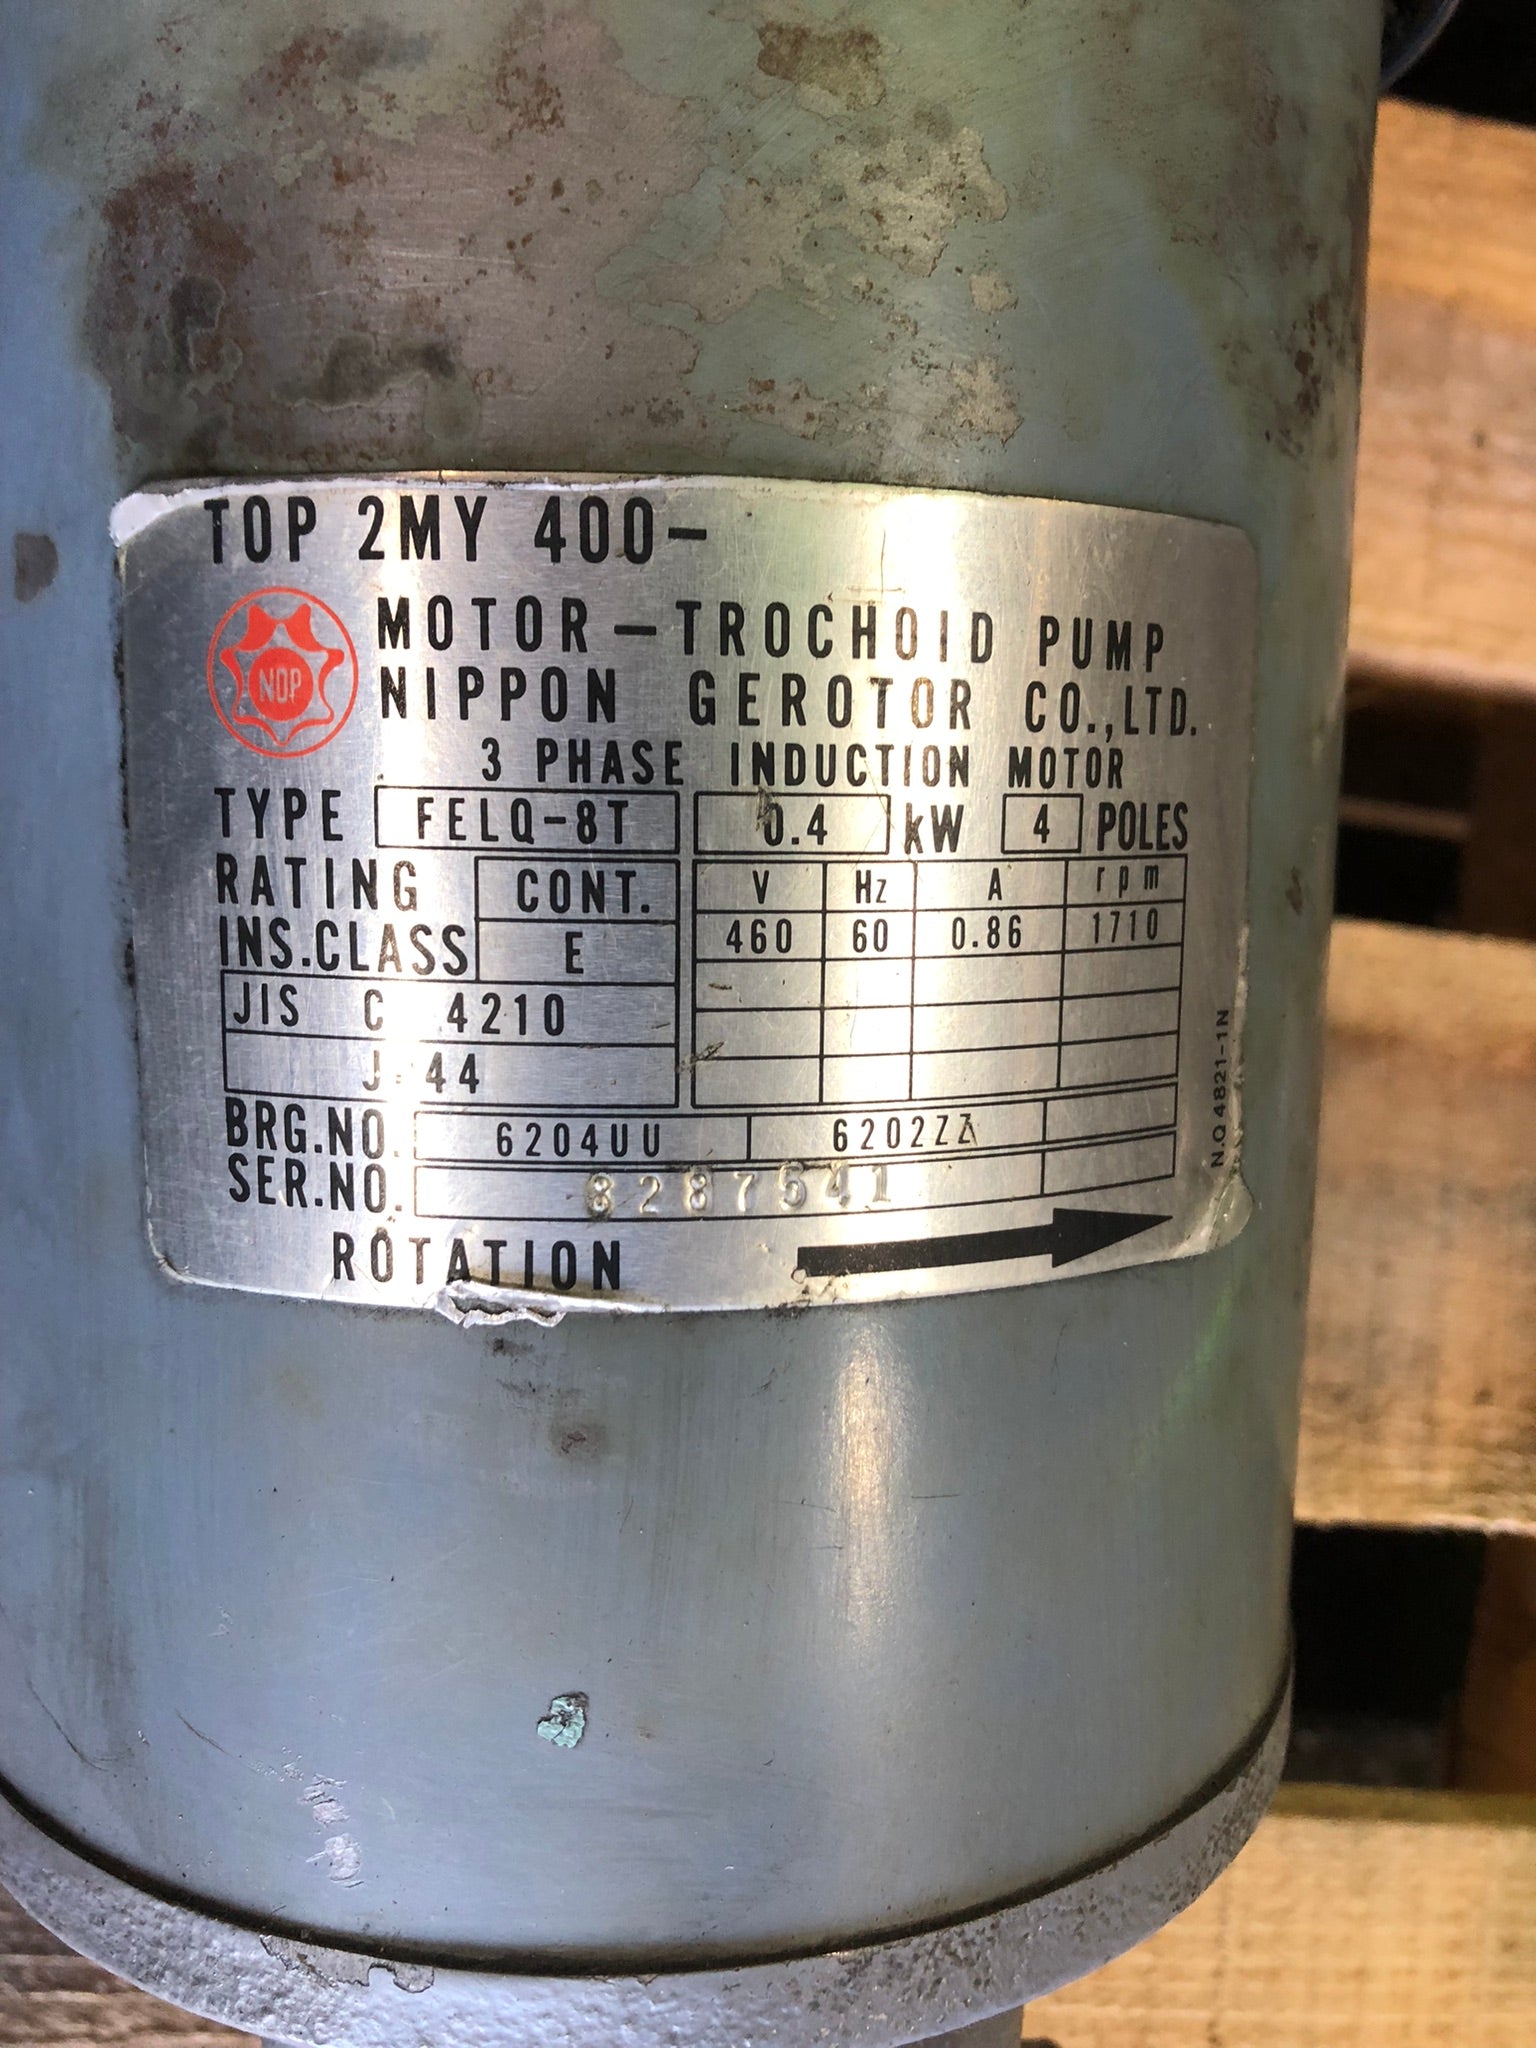 TOP 2MY 400-
NOP
MOTOR-TROCHOID PUMP
NIPPON GEROTOR CO.,LTD.
3 PHASE INDUCTION MOTOR
TYPE FELQ-8T 0.4 kW 4 POLES
RATING CONT. V Hz A rpm
INS.CLASS E 460 60 0.86 1710
JIS C 4210
J 44
BRG.NO. 6204UU 6202ZZ
SER.NO. 8287541
ROTATION
N.Q4821-1N